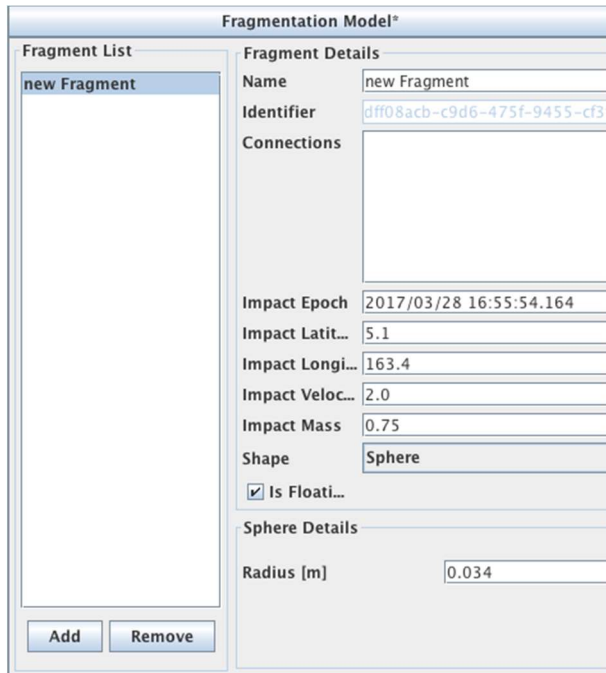 Fragmentation Model*
Fragment List
new Fragment
Add
Remove
Fragment Details
Name new Fragment
Identifier dff08acb-c9d6-475f-9455-cf3
Connections
Impact Epoch 2017/03/28 16:55:54.164
Impact Latit... 5.1
Impact Longi... 163.4
Impact Veloc... 2.0
Impact Mass 0.75
Shape Sphere
Is Floati...
Sphere Details
Radius [m] 0.034